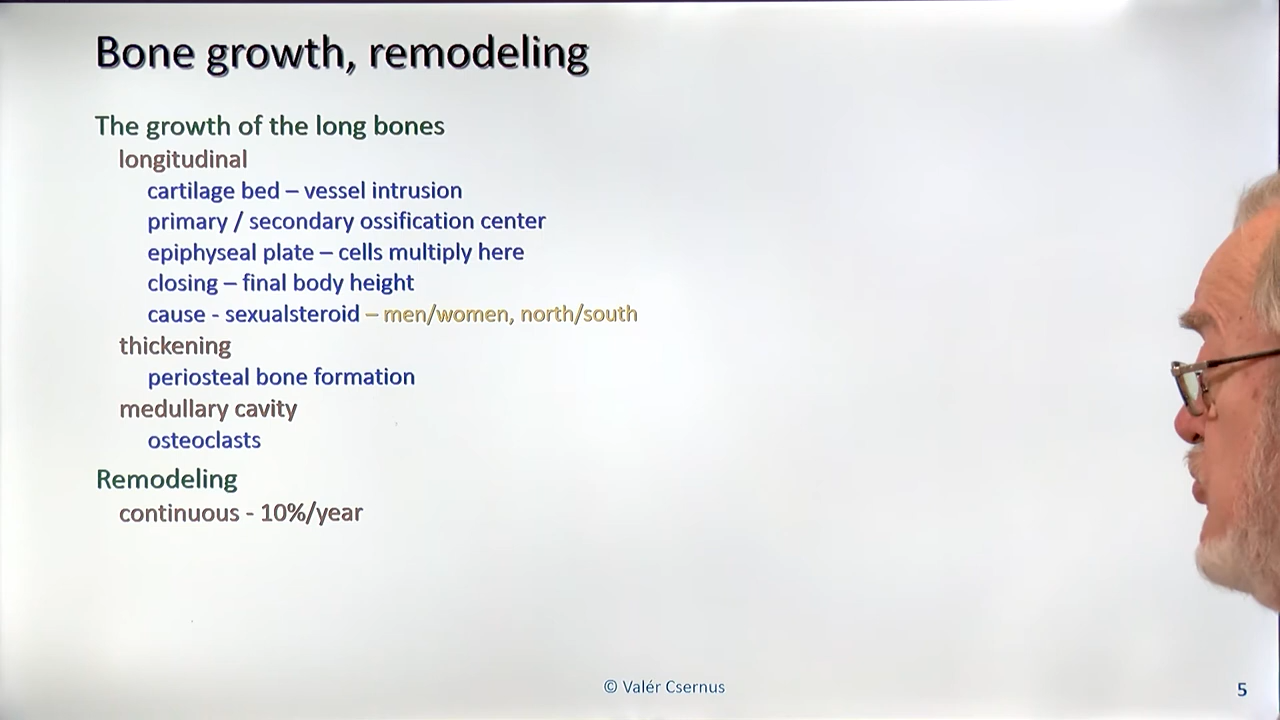 Bone growth, remodeling
The growth of the long bones
longitudinal
cartilage bed – vessel intrusion
primary / secondary ossification center
epiphyseal plate – cells multiply here
closing – final body height
cause - sexualsteroid – men/women, north/south
thickening
periosteal bone formation
medullary cavity
osteoclasts
Remodeling
continuous - 10%/year
© Valér Csernus
5